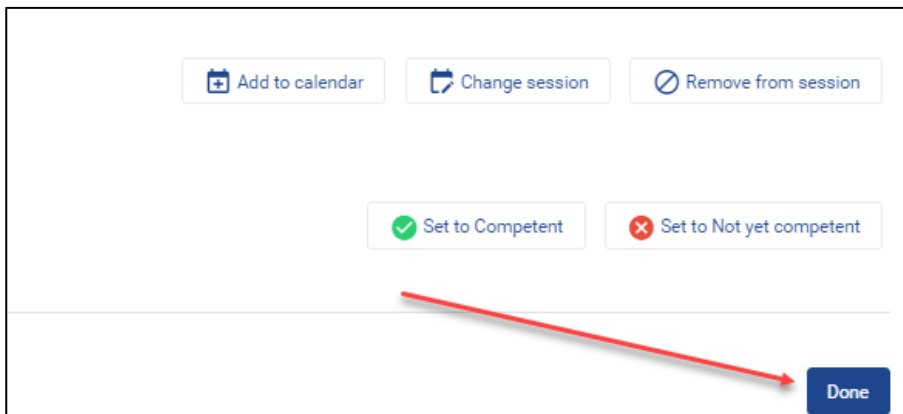 Add to calendar Change session Remove from session
Set to Competent Set to Not yet competent
Done